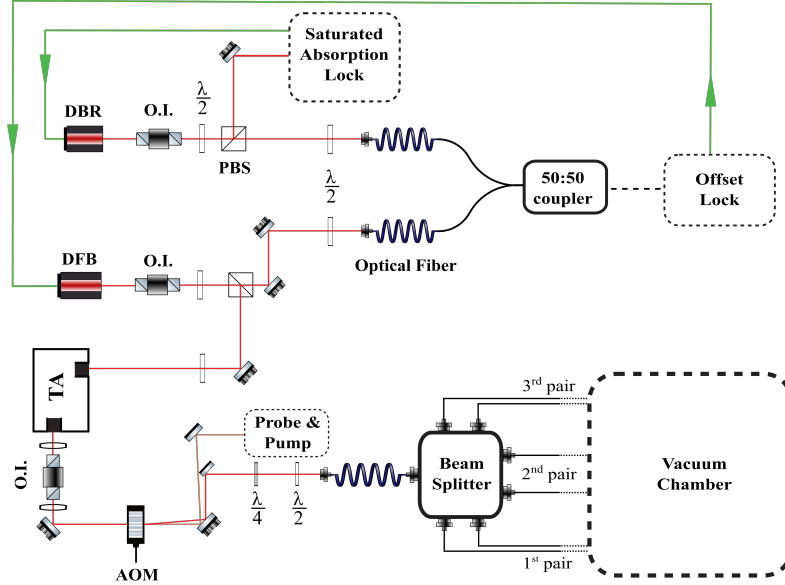 Saturated
Absorption
Lock
DBR
O.I.
λ/2
PBS
λ/2
50:50
coupler
Offset
Lock
DFB
O.I.
Optical Fiber
TA
Probe &
Pump
O.I.
λ/4
λ/2
AOM
Beam
Splitter
3rd pair
2nd pair
1st pair
Vacuum
Chamber